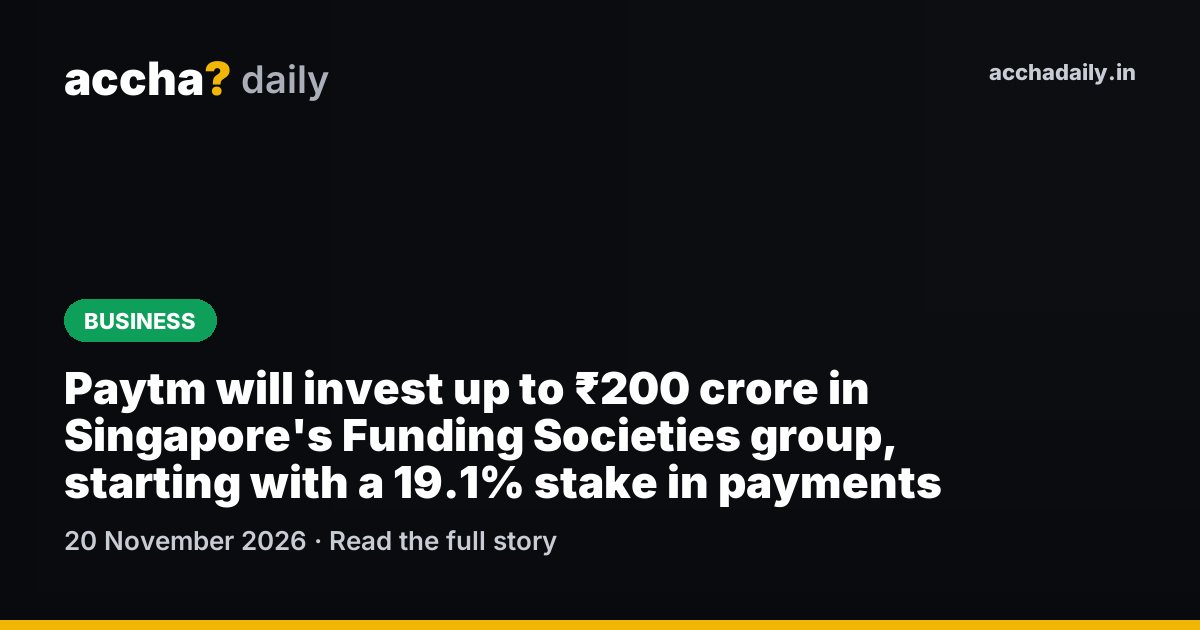 accha? daily
acchadaily.in
BUSINESS
Paytm will invest up to ₹200 crore in
Singapore's Funding Societies group,
starting with a 19.1% stake in payments
20 November 2026 · Read the full story